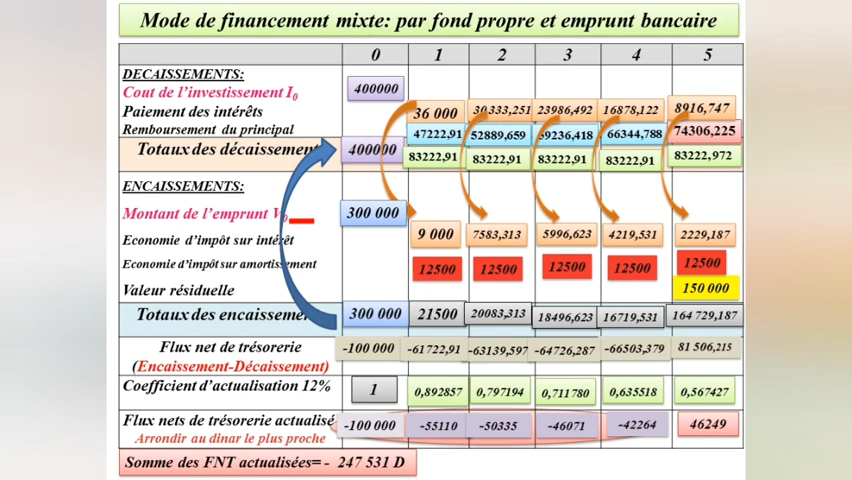 Mode de financement mixte: par fond propre et emprunt bancaire
0 1 2 3 4 5
DECAISSEMENTS:
Cout de l'investissement I0 400000
Paiement des intérêts 36 000 30333,251 23986,492 16878,122 8916,747
Remboursement du principal 47222,91 52889,659 59236,418 66344,788 74306,225
Totaux des décaissement 400000 83222,91 83222,91 83222,91 83222,91 83222,972
ENCAISSEMENTS:
Montant de l'emprunt V0 300 000
Economie d'impôt sur intérêt 9 000 7583,313 5996,623 4219,531 2229,187
Economie d'impôt sur amortissement 12500 12500 12500 12500 12500
Valeur résiduelle 150 000
Totaux des encaissement 300 000 21500 20083,313 18496,623 16719,531 164 729,187
Flux net de trésorerie -100 000 -61722,91 -63139,597 -64726,287 -66503,379 81 506,215
(Encaissement-Décaissement)
Coefficient d'actualisation 12% 1 0,892857 0,797194 0,711780 0,635518 0,567427
Flux nets de trésorerie actualisé -100 000 -55110 -50335 -46071 -42264 46249
Arrondir au dinar le plus proche
Somme des FNT actualisées= - 247 531 D